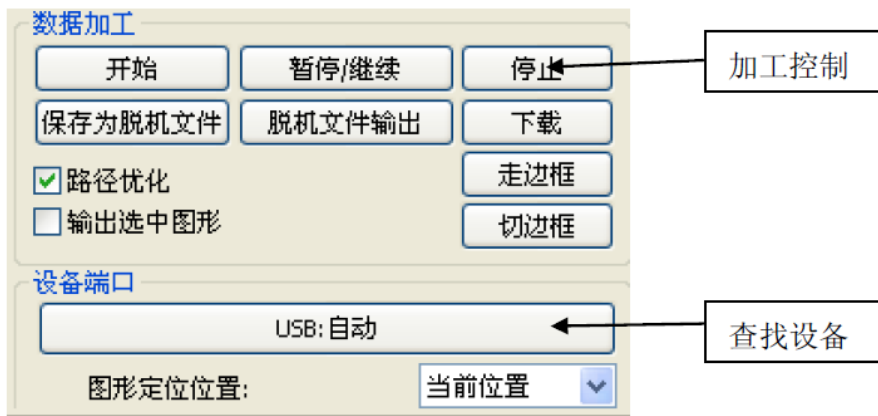 数据加工
开始 暂停/继续 停止 加工控制
保存为脱机文件 脱机文件输出 下载
路径优化 走边框
输出选中图形 切边框
设备端口
USB:自动 查找设备
图形定位位置: 当前位置